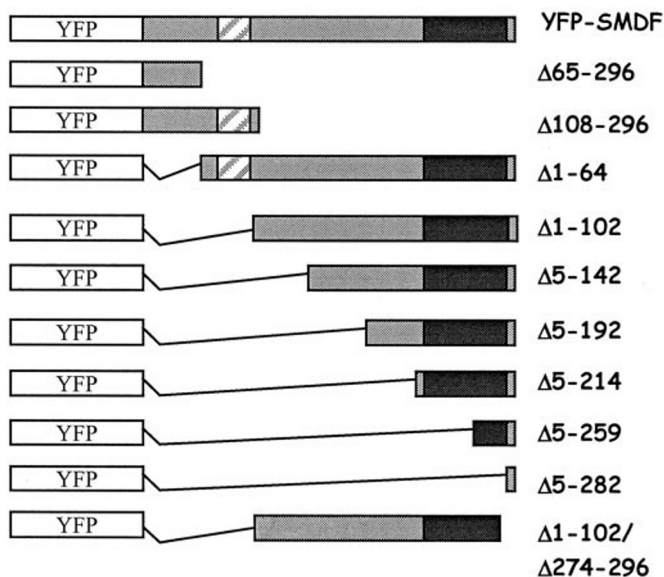 YFP YFP-SMDF
YFP Δ65-296
YFP Δ108-296
YFP Δ1-64
YFP Δ1-102
YFP Δ5-142
YFP Δ5-192
YFP Δ5-214
YFP Δ5-259
YFP Δ5-282
YFP Δ1-102/
Δ274-296